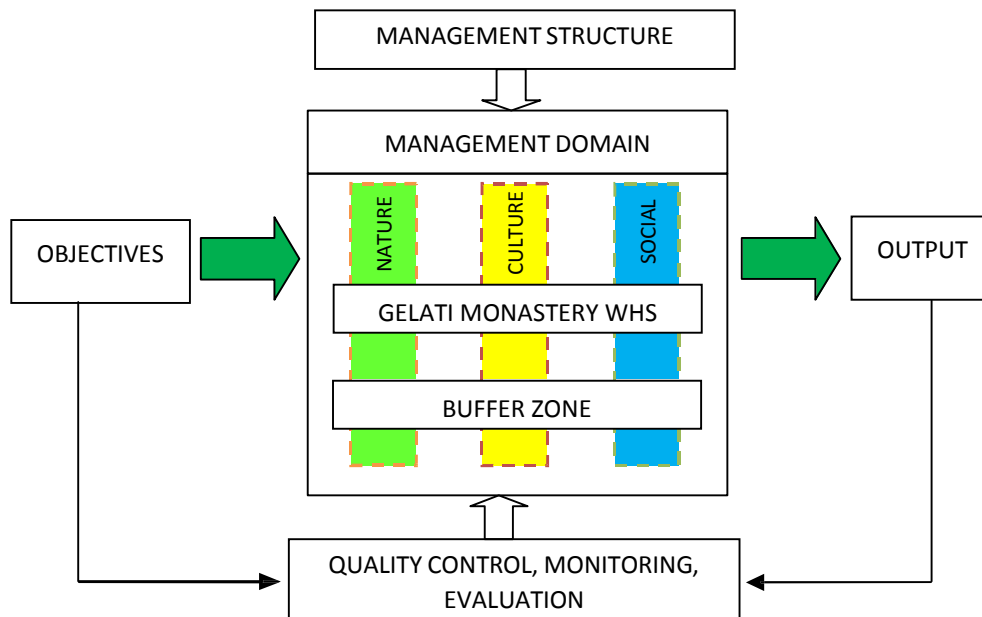 MANAGEMENT STRUCTURE
MANAGEMENT DOMAIN
NATURE
CULTURE
SOCIAL
OBJECTIVES
OUTPUT
GELATI MONASTERY WHS
BUFFER ZONE
QUALITY CONTROL, MONITORING,
EVALUATION